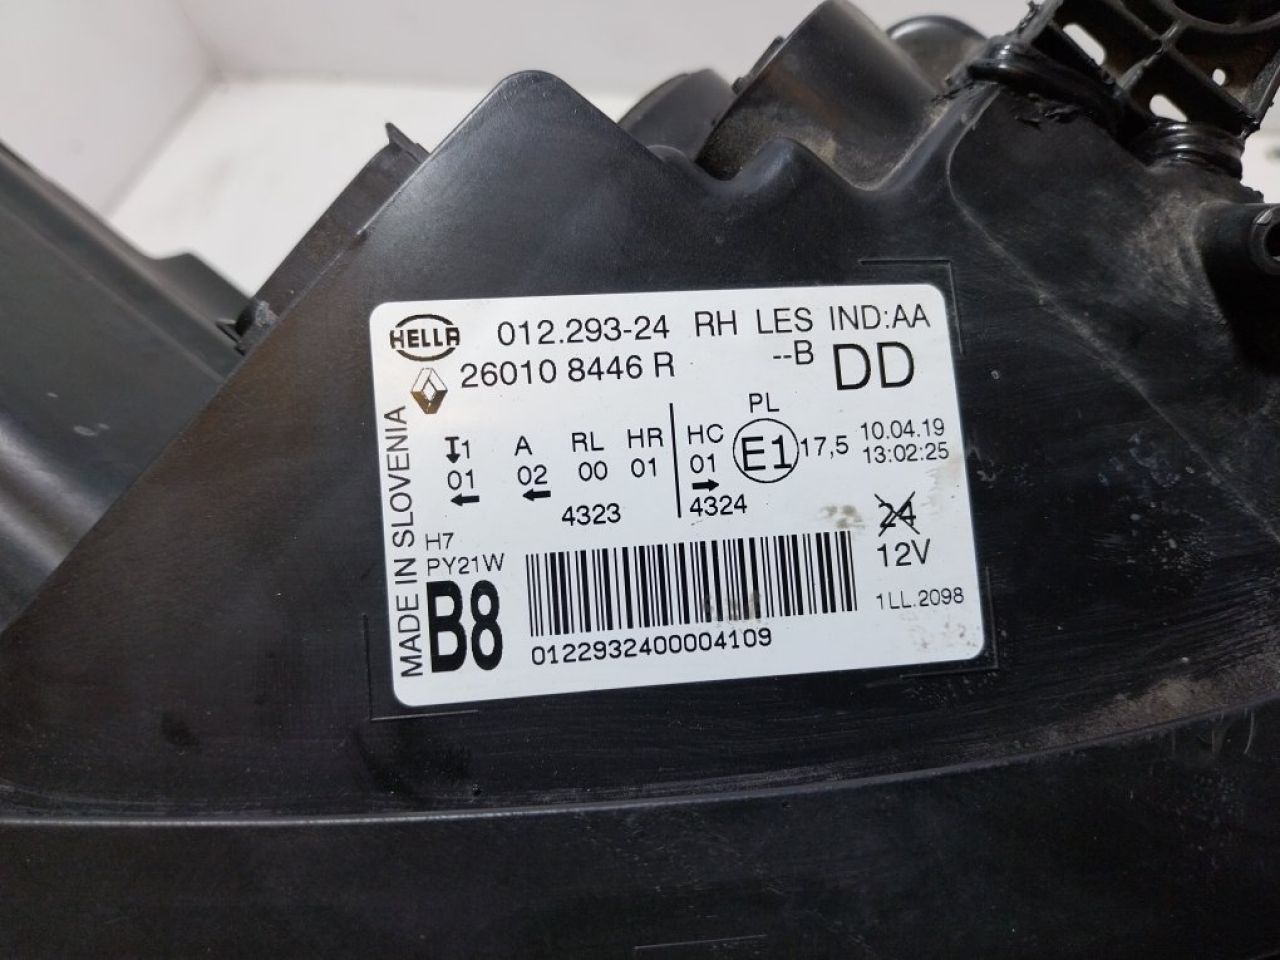 HELLA 012.293-24 RH LES IND:AA
26010 8446 R --B DD
MADE IN SLOVENIA
1 A RL HR HC PL
01 02 00 01 01 E1 17,5 10.04.19
13:02:25
4323 4324
24
12V
H7
PY21W
B8
1LL.2098
0122932400004109